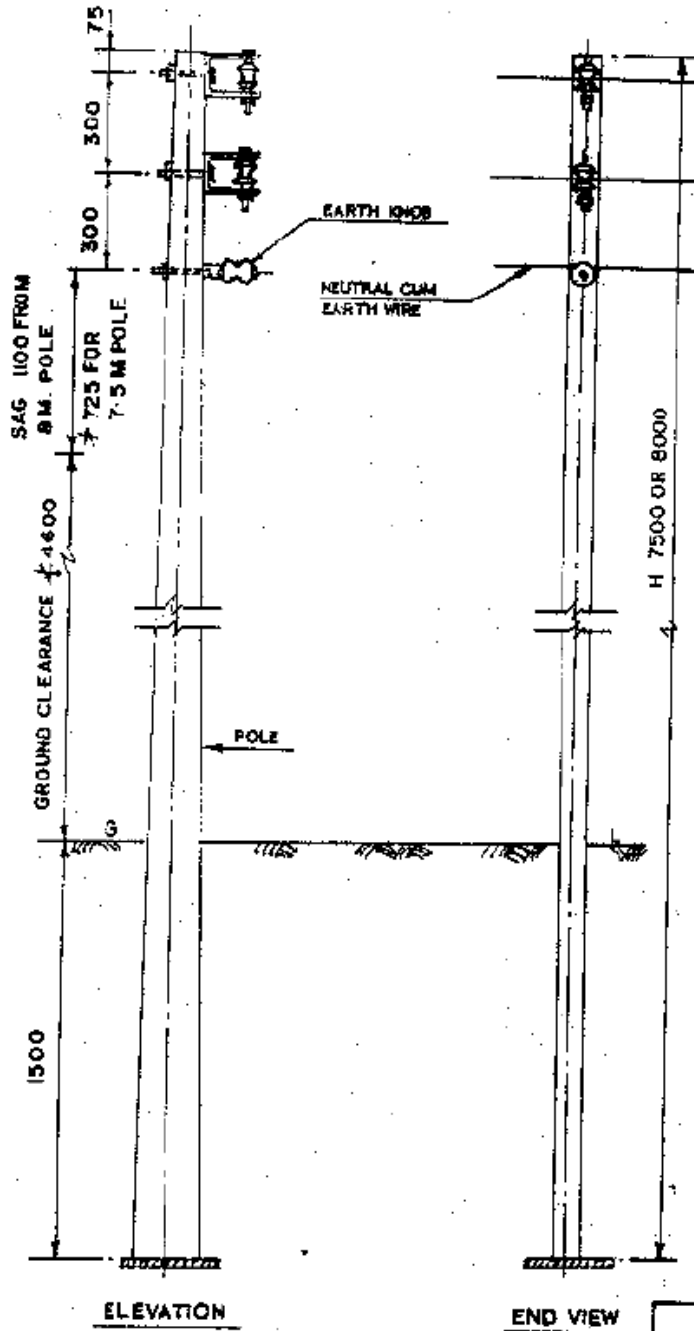 75
300
300
EARTH KNOB
NEUTRAL CUM
EARTH WIRE
SAG 1100 FROM
8M. POLE
≯ 725 FOR
7·5 M POLE
GROUND CLEARANCE ≮ 4600
H 7500 OR 8000
POLE
G
L
1500
ELEVATION
END VIEW